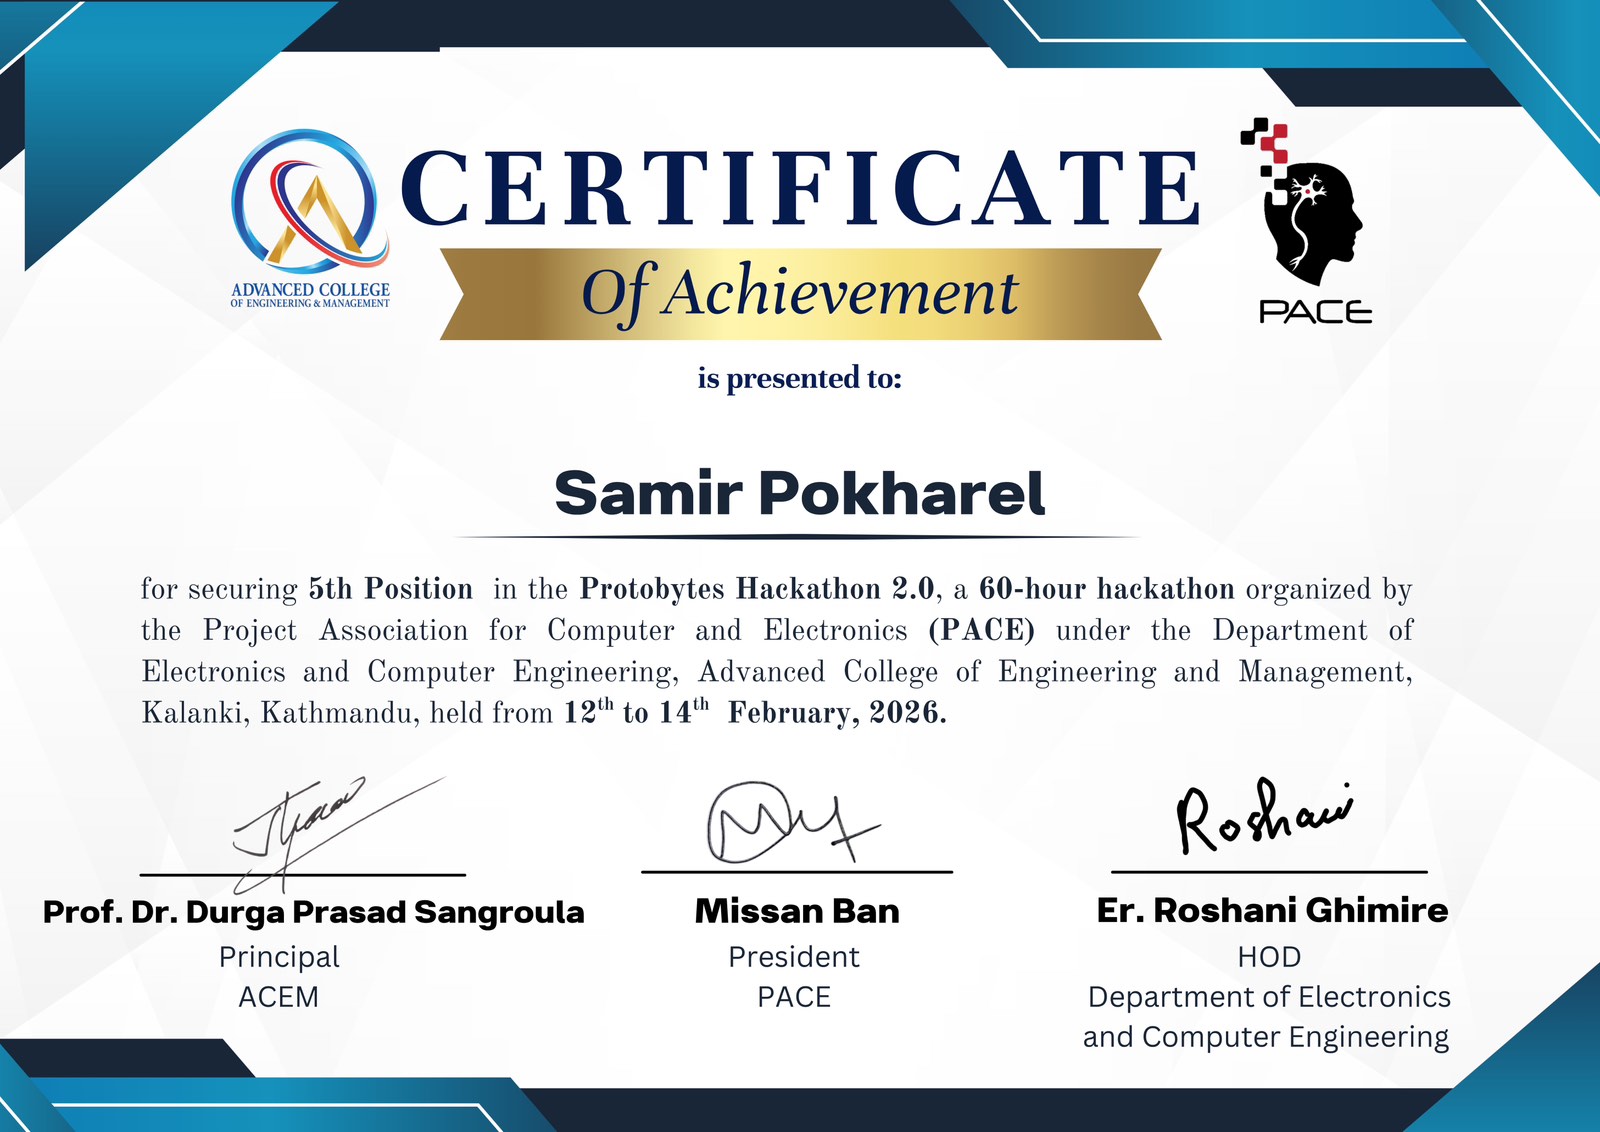 ADVANCED COLLEGE
OF ENGINEERING & MANAGEMENT
CERTIFICATE
Of Achievement
PACE
is presented to:
Samir Pokharel
for securing 5th Position in the Protobytes Hackathon 2.0, a 60-hour hackathon organized by
the Project Association for Computer and Electronics (PACE) under the Department of
Electronics and Computer Engineering, Advanced College of Engineering and Management,
Kalanki, Kathmandu, held from 12th to 14th February, 2026.
Roshani
Prof. Dr. Durga Prasad Sangroula
Principal
ACEM
Missan Ban
President
PACE
Er. Roshani Ghimire
HOD
Department of Electronics
and Computer Engineering